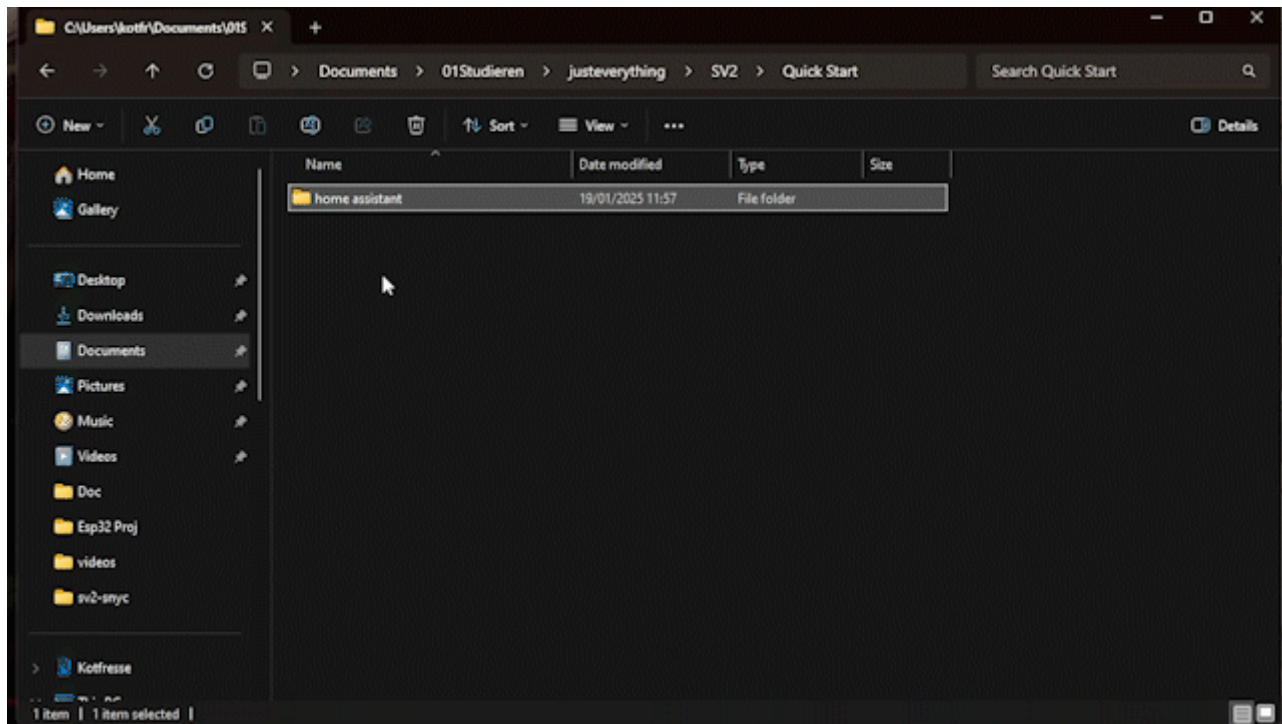 C:\Users\kotfr\Documents\01S
Documents > 01Studieren > justeverything > SV2 > Quick Start
Search Quick Start
New
Sort
View
Details
Name
Date modified
Type
Size
home assistant
19/01/2025 11:57
File folder
Home
Gallery
Desktop
Downloads
Documents
Pictures
Music
Videos
Doc
Esp32 Proj
videos
sv2-snyc
Kotfresse
This PC
1 item | 1 item selected |